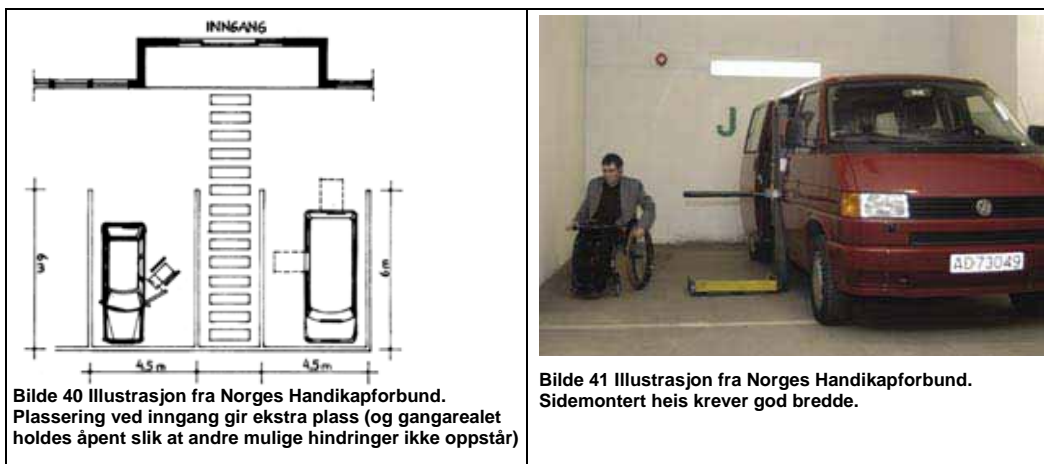 INNGANG
6m
6m
4.5m
4.5m
Bilde 40 Illustrasjon fra Norges Handikapforbund.
Plassering ved inngang gir ekstra plass (og gangarealet
holdes åpent slik at andre mulige hindringer ikke oppstår)
J
AD·73049
Bilde 41 Illustrasjon fra Norges Handikapforbund.
Sidemontert heis krever god bredde.